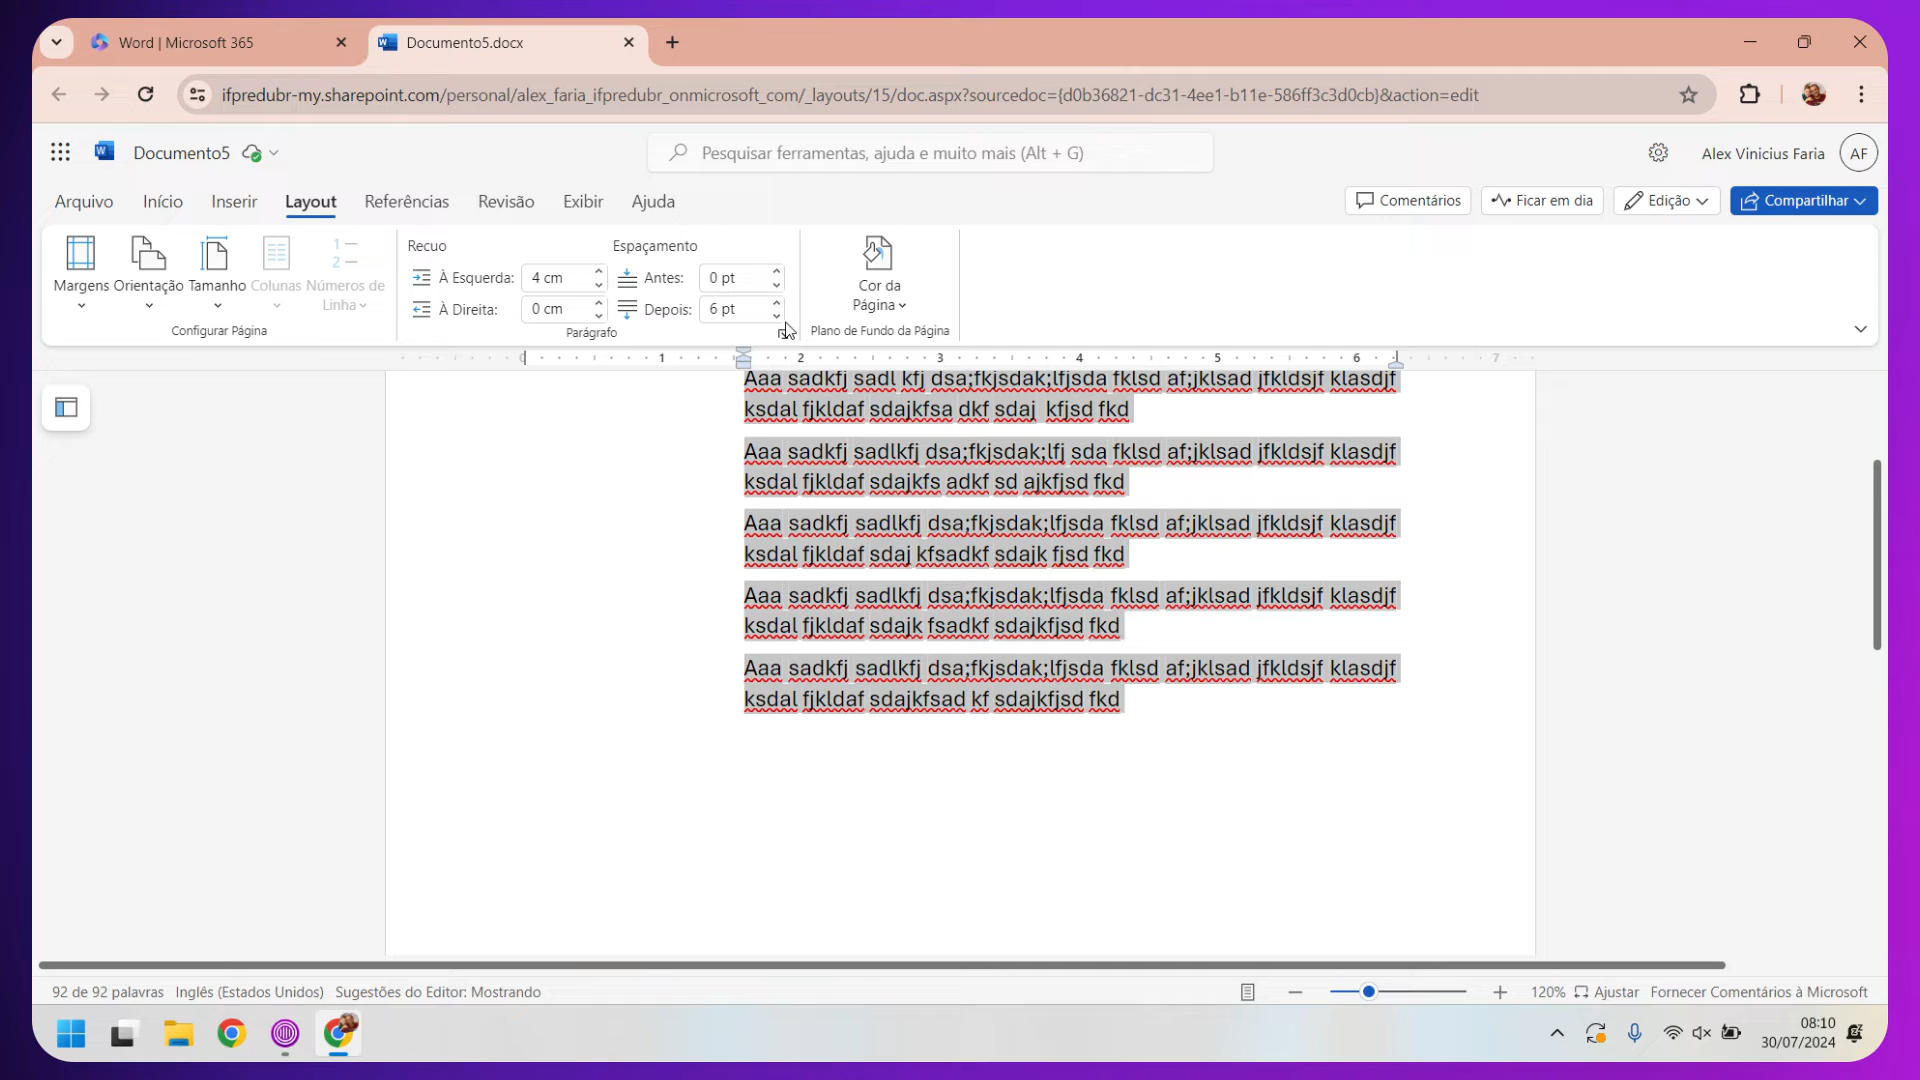 Word | Microsoft 365
Documento5.docx
ifpredubr-my.sharepoint.com/personal/alex_faria_ifpredubr_onmicrosoft_com/_layouts/15/doc.aspx?sourcedoc={d0b36821-dc31-4ee1-b11e-586ff3c3d0cb}&action=edit
Documento5
Pesquisar ferramentas, ajuda e muito mais (Alt + G)
Alex Vinicius Faria
AF
Arquivo
Início
Inserir
Layout
Referências
Revisão
Exibir
Ajuda
Comentários
Ficar em dia
Edição
Compartilhar
Margens
Orientação
Tamanho
Colunas
1
2
Números de
Linha
Configurar Página
Recuo
À Esquerda: 4 cm
À Direita: 0 cm
Espaçamento
Antes: 0 pt
Depois: 6 pt
Parágrafo
Cor da
Página
Plano de Fundo da Página
0 1 2 3 4 5 6 7
Aaa sadkfj sadl kfj dsa;fkjsdak;lfjsda fklsd af;jklsad jfkldsjf klasdjf
ksdal fjkldaf sdajkfsa dkf sdaj kfjsd fkd
Aaa sadkfj sadlkfj dsa;fkjsdak;lfj sda fklsd af;jklsad jfkldsjf klasdjf
ksdal fjkldaf sdajkfs adkf sd ajkfjsd fkd
Aaa sadkfj sadlkfj dsa;fkjsdak;lfjsda fklsd af;jklsad jfkldsjf klasdjf
ksdal fjkldaf sdaj kfsadkf sdajk fjsd fkd
Aaa sadkfj sadlkfj dsa;fkjsdak;lfjsda fklsd af;jklsad jfkldsjf klasdjf
ksdal fjkldaf sdajk fsadkf sdajkfjsd fkd
Aaa sadkfj sadlkfj dsa;fkjsdak;lfjsda fklsd af;jklsad jfkldsjf klasdjf
ksdal fjkldaf sdajkfsad kf sdajkfjsd fkd
92 de 92 palavras
Inglês (Estados Unidos)
Sugestões do Editor: Mostrando
120%
Ajustar
Fornecer Comentários à Microsoft
08:10
30/07/2024